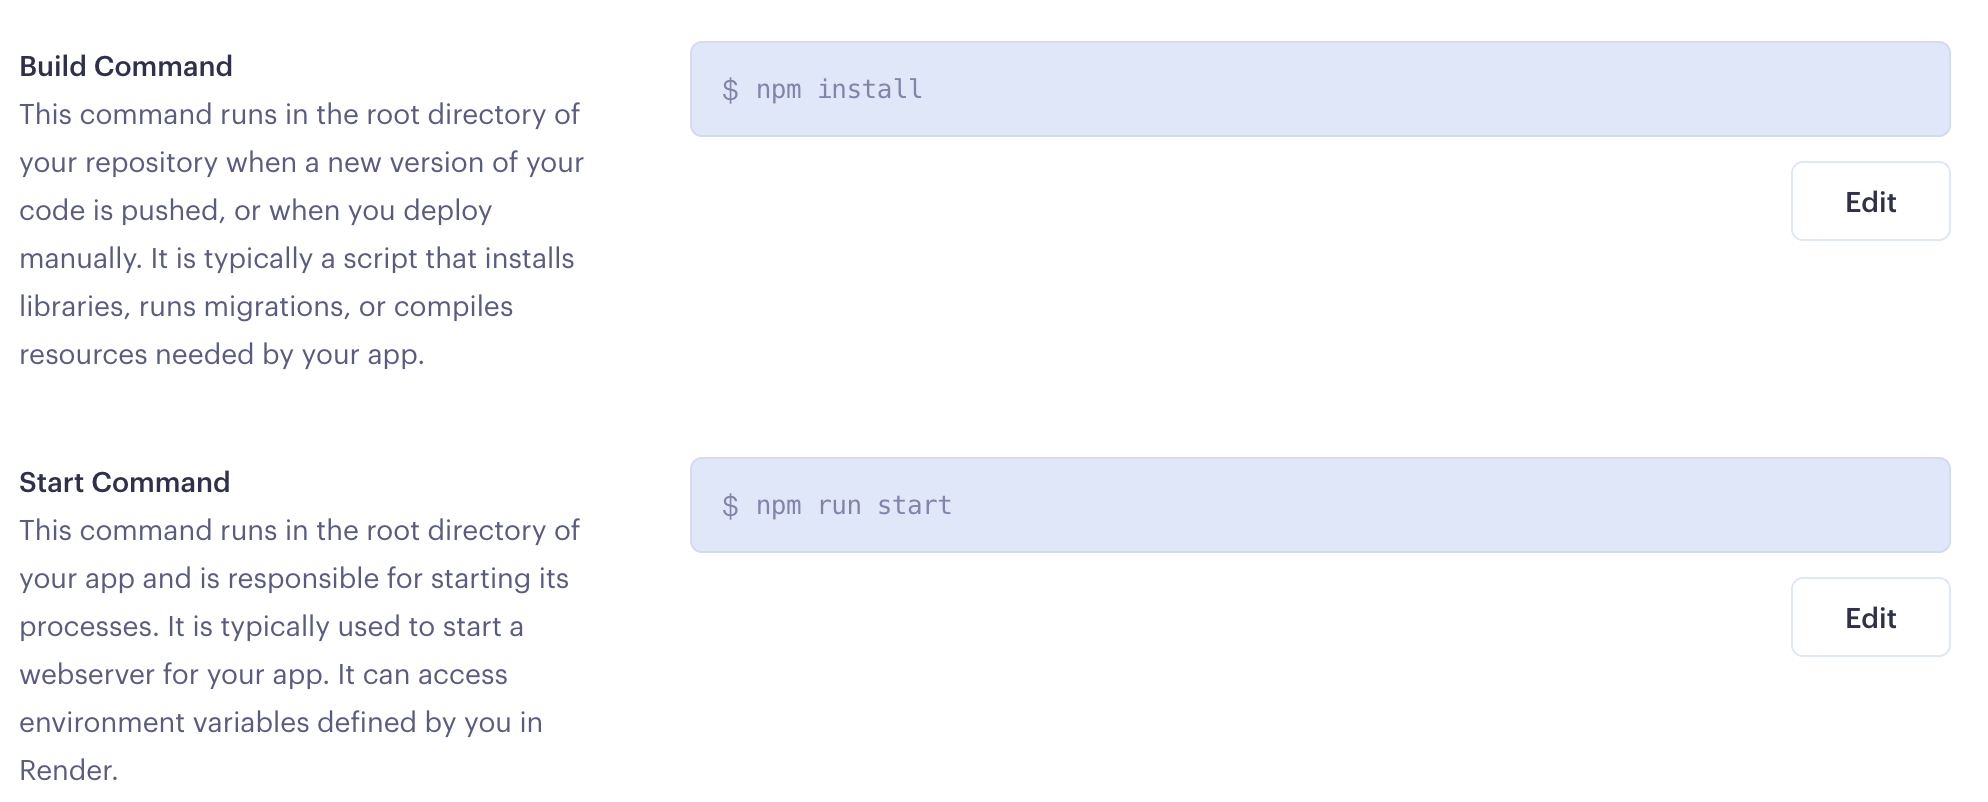 Build Command
This command runs in the root directory of
your repository when a new version of your
code is pushed, or when you deploy
manually. It is typically a script that installs
libraries, runs migrations, or compiles
resources needed by your app.
$ npm install
Edit
Start Command
This command runs in the root directory of
your app and is responsible for starting its
processes. It is typically used to start a
webserver for your app. It can access
environment variables defined by you in
Render.
$ npm run start
Edit